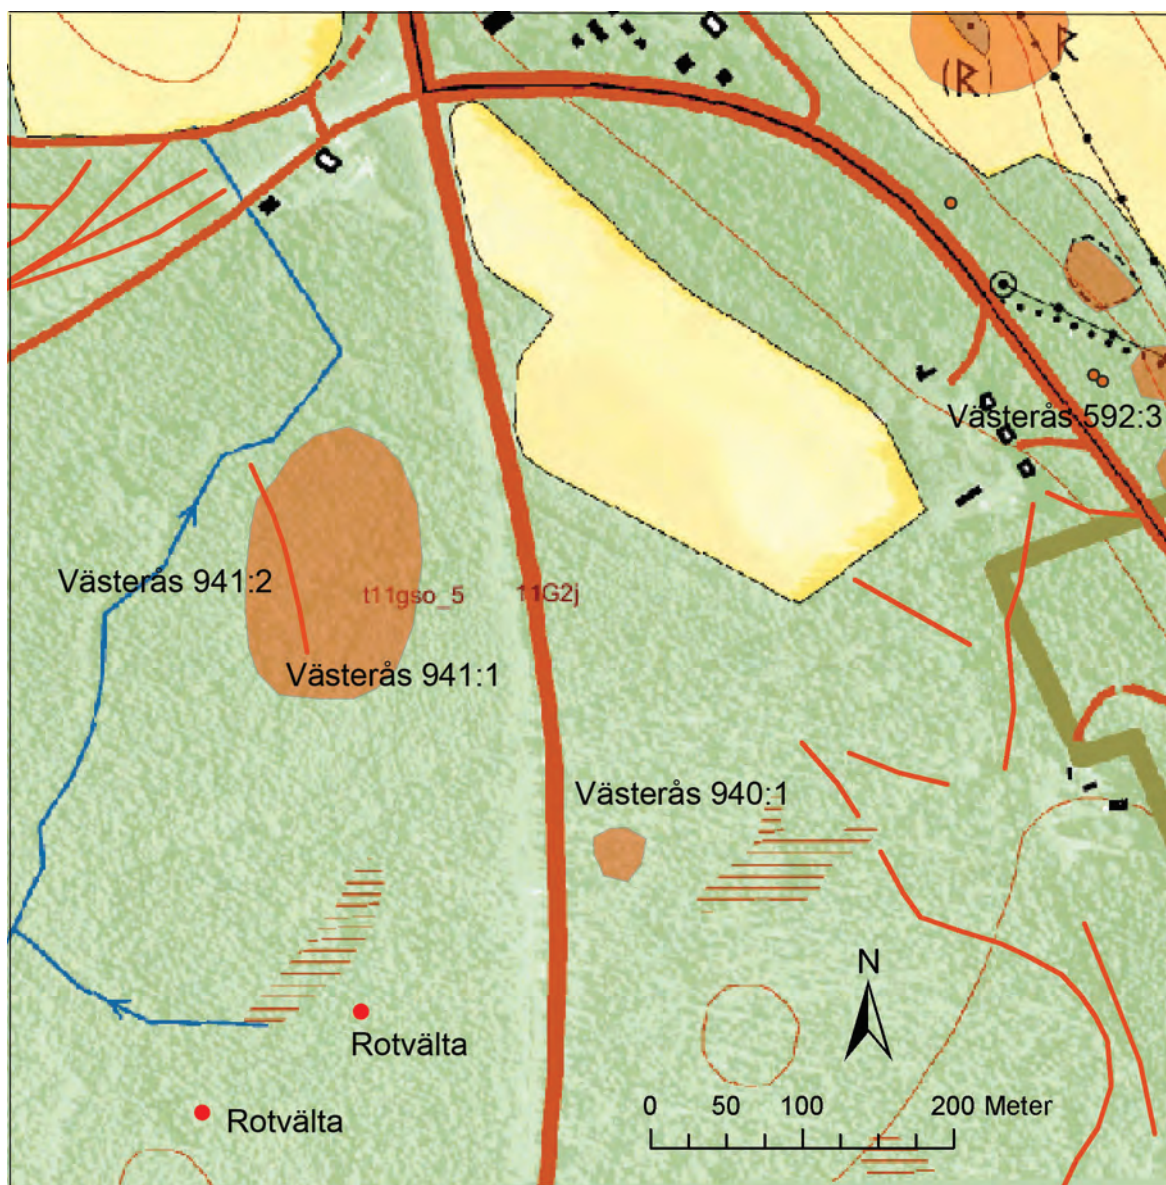 R
(R)
Västerås 592:3
Västerås 941:2
t11gso_5 11G2j
Västerås 941:1
Västerås 940:1
N
Rotvälta
0 50 100 200 Meter
Rotvälta